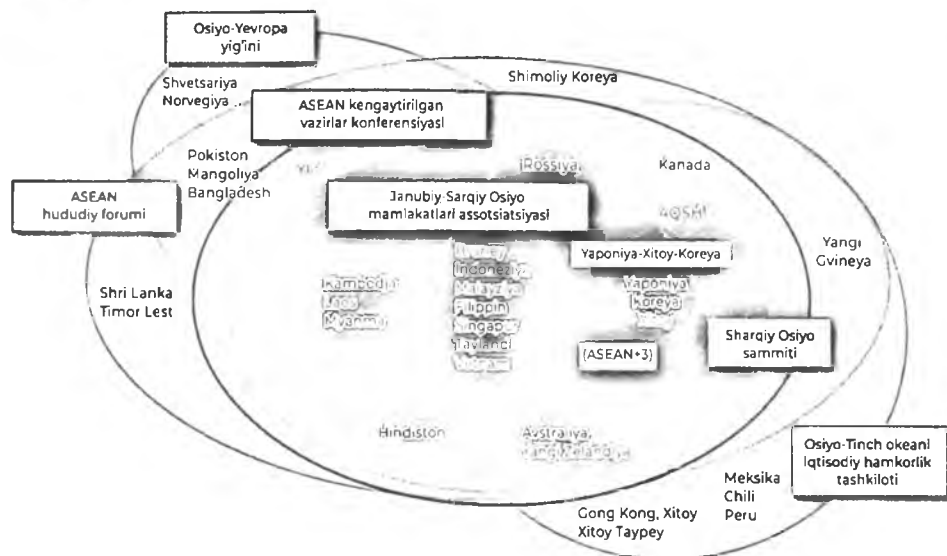 Osiyo-Yevropa
yig'ini
Shvetsariya
Norvegiya ...
Shimoliy Koreya
ASEAN kengaytirilgan
vazirlar konferensiyasi
Pokiston
Mangoliya
Bangladesh
(Rossiya)
Kanada
ASEAN
hududiy forumi
Janubiy-Sarqiy Osiyo
mamlakatlari assotsiatsiyasi
AQSH
Yaponiya-Xitoy-Koreya
Yangi
Gvineya
Shri Lanka
Timor Lest
(Kambodja)
Laos
(Myanma)
(Indoneziya)
(Malayziya)
(Filippin)
(Singapur)
(Tayland)
(Yaponiya)
(Koreya)
(ASEAN+3)
Sharqiy Osiyo
sammiti
Hindiston
Avstraliya,
Yangi Zelandiya
Osiyo-Tinch okeani
Iqtisodiy hamkorlik
tashkiloti
Meksika
Chili
Peru
Gong Kong, Xitoy
Xitoy Taypey